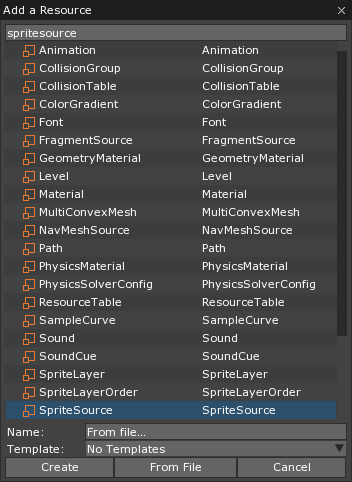 Add a Resource
spritesource
Animation Animation
CollisionGroup CollisionGroup
CollisionTable CollisionTable
ColorGradient ColorGradient
Font Font
FragmentSource FragmentSource
GeometryMaterial GeometryMaterial
Level Level
Material Material
MultiConvexMesh MultiConvexMesh
NavMeshSource NavMeshSource
Path Path
PhysicsMaterial PhysicsMaterial
PhysicsSolverConfig PhysicsSolverConfig
ResourceTable ResourceTable
SampleCurve SampleCurve
Sound Sound
SoundCue SoundCue
SpriteLayer SpriteLayer
SpriteLayerOrder SpriteLayerOrder
SpriteSource SpriteSource
Name: From file...
Template: No Templates
Create From File Cancel